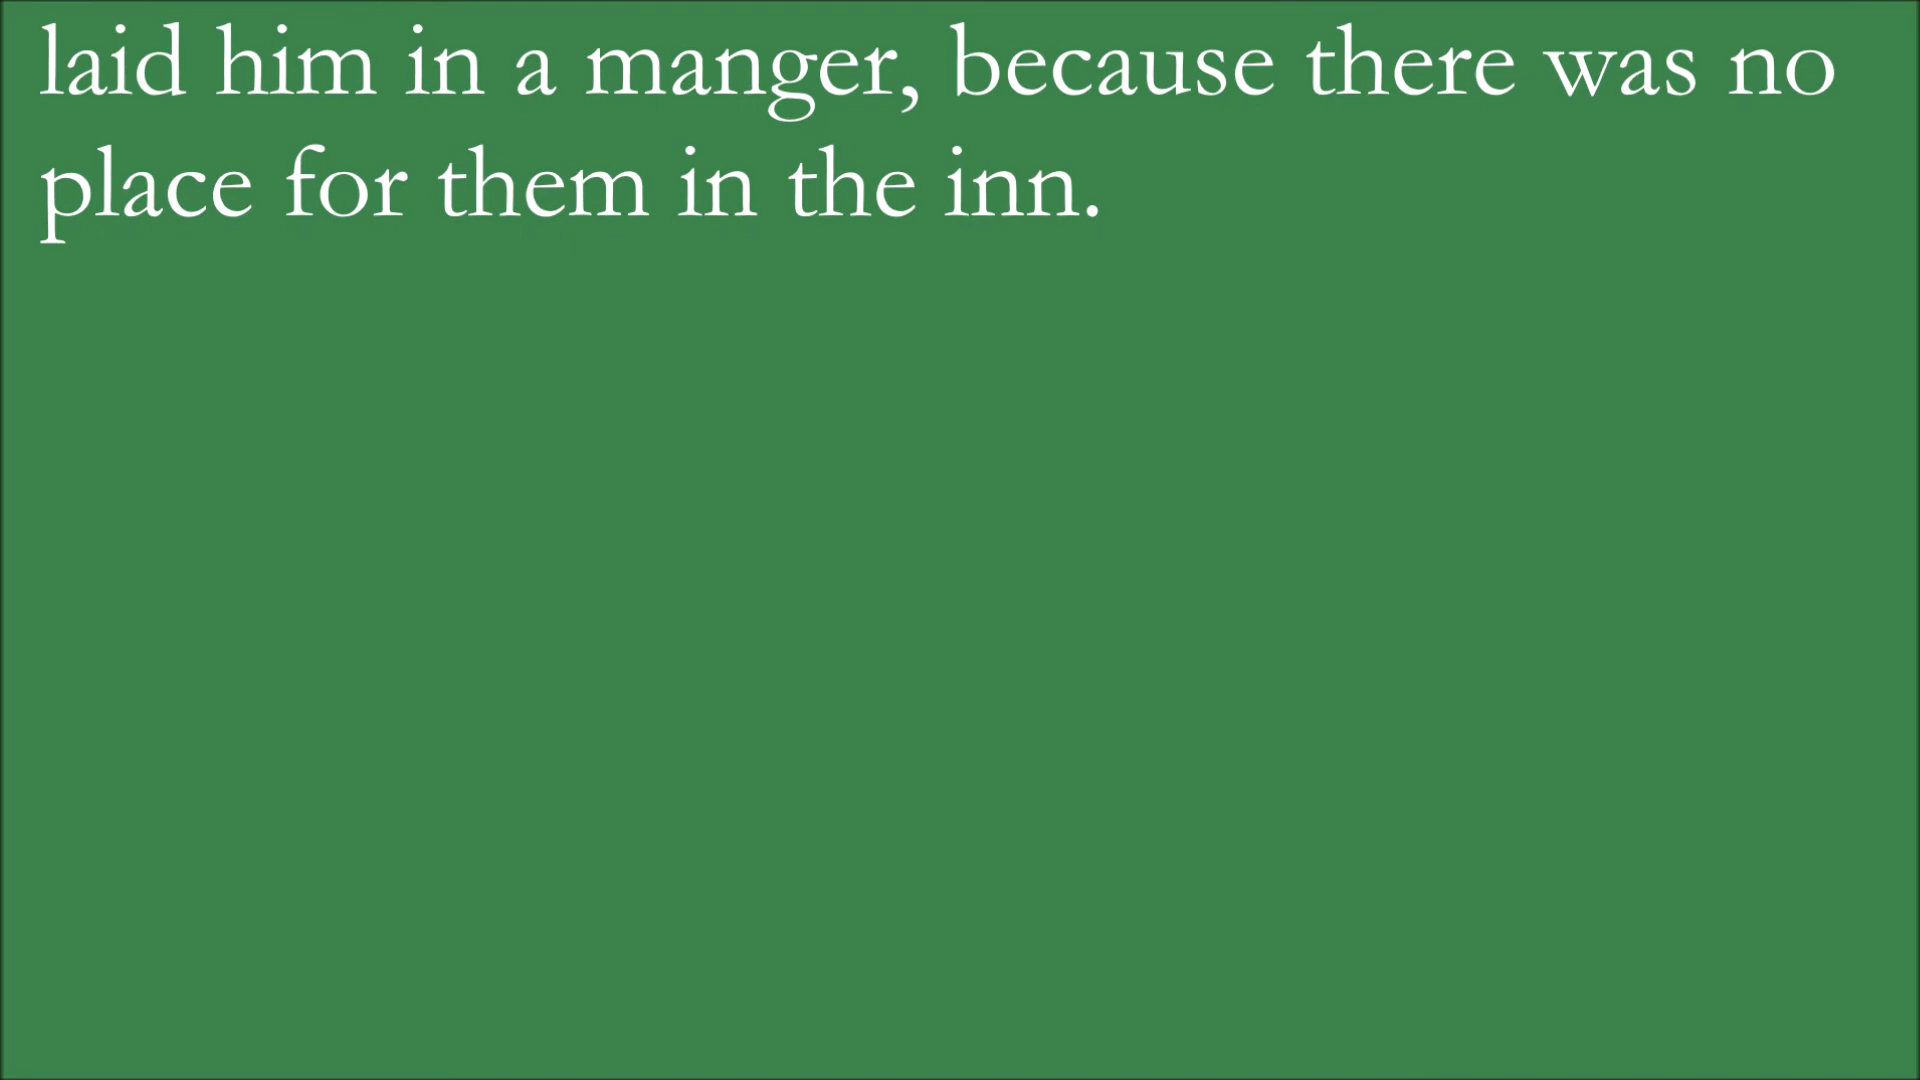 laid him in a manger, because there was no
place for them in the inn.